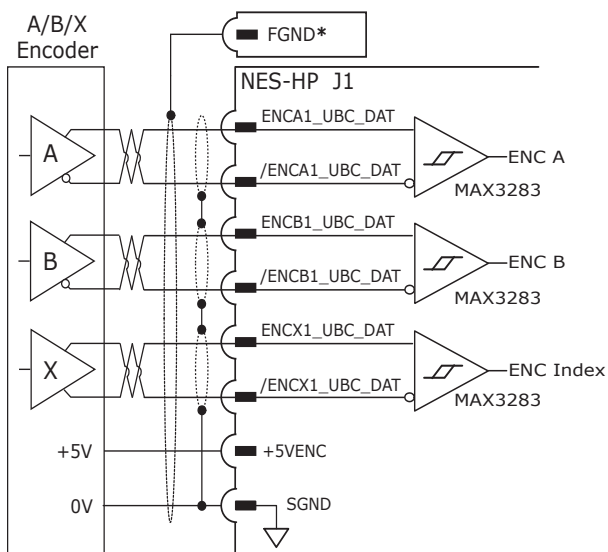 A/B/X
Encoder
FGND*
NES-HP J1
ENCA1_UBC_DAT
A
ENC A
/ENCA1_UBC_DAT
MAX3283
ENCB1_UBC_DAT
B
ENC B
/ENCB1_UBC_DAT
MAX3283
ENCX1_UBC_DAT
X
ENC Index
/ENCX1_UBC_DAT
MAX3283
+5V
+5VENC
0V
SGND